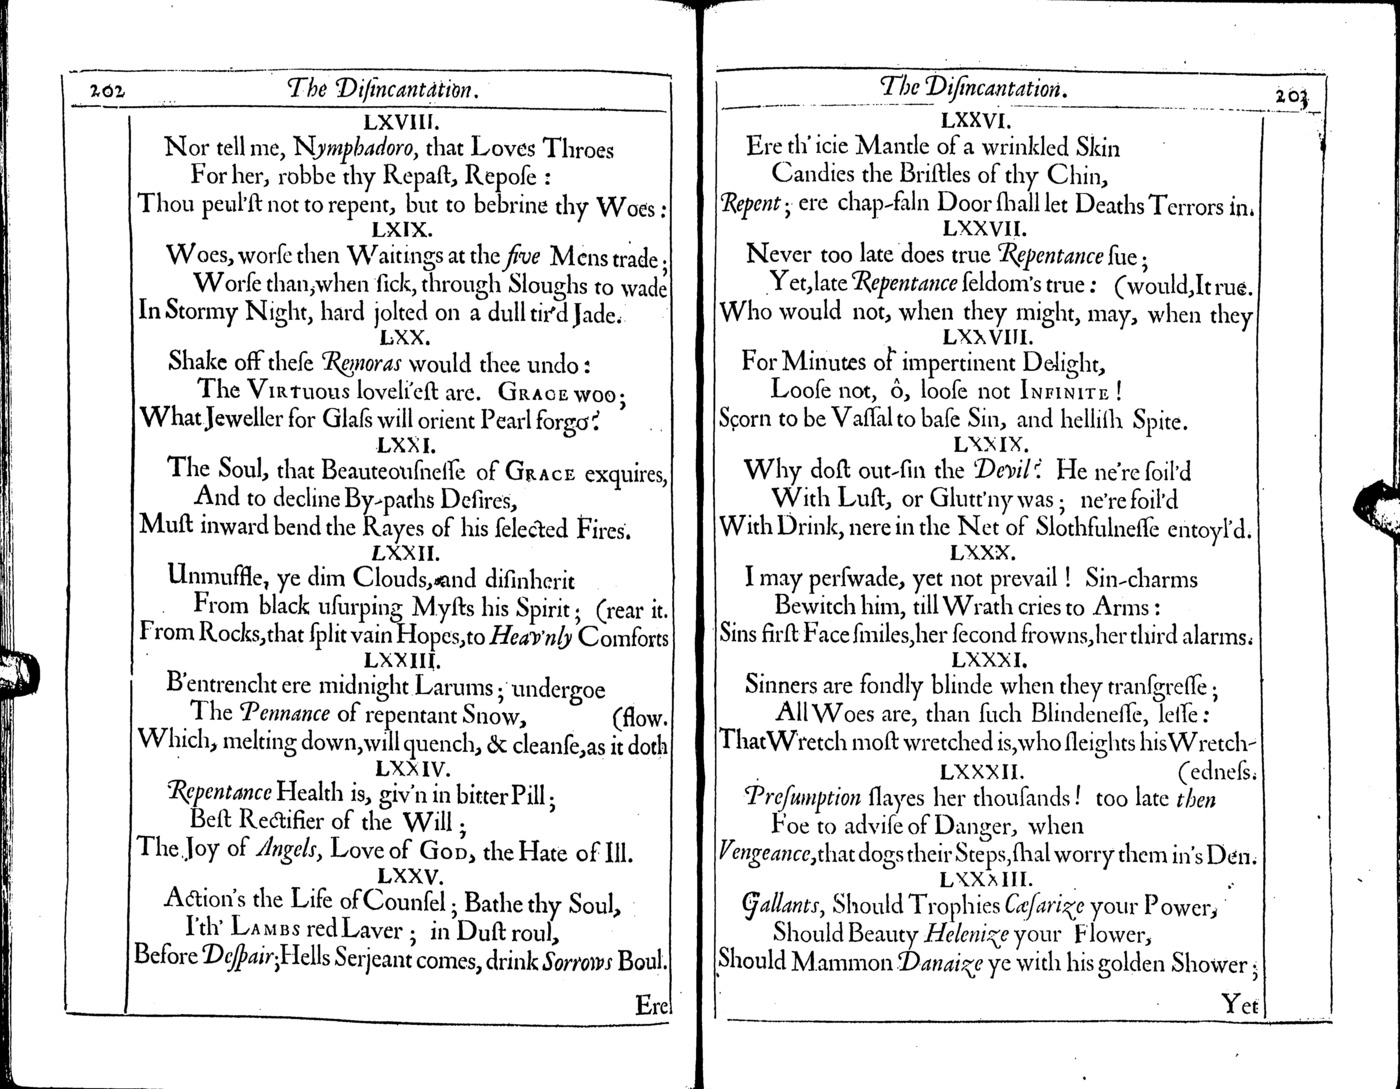 202 The Diſincantation.
LXVIII.
Nor tell me, Nymphadoro, that Loves Throes
For her, robbe thy Repaſt, Repoſe :
Thou peul'ſt not to repent, but to bebrine thy Woes :
LXIX.
Woes, worſe then Waitings at the five Mens trade ;
Worſe than, when ſick, through Sloughs to wade
In Stormy Night, hard jolted on a dull tir'd Jade.
LXX.
Shake off theſe Remoras would thee undo :
The VIRTUOUS loveli'eſt are. GRACE WOO ;
What Jeweller for Glaſs will orient Pearl forgo?
LXXI.
The Soul, that Beauteouſneſſe of GRACE exquires,
And to decline By-paths Deſires,
Muſt inward bend the Rayes of his ſelected Fires.
LXXII.
Unmuffle, ye dim Clouds, and diſinherit
From black uſurping Myſts his Spirit ; (rear it.
From Rocks, that ſplit vain Hopes, to Heav'nly Comforts
LXXIII.
B'entrencht ere midnight Larums ; undergoe
The Pennance of repentant Snow, (flow.
Which, melting down, will quench, & cleanſe, as it doth
LXXIV.
Repentance Health is, giv'n in bitter Pill ;
Beſt Rectifier of the Will ;
The Joy of Angels, Love of GOD, the Hate of Ill.
LXXV.
Action's the Life of Counſel ; Bathe thy Soul,
I'th' LAMBS red Laver ; in Duſt roul,
Before Deſpair; Hells Serjeant comes, drink Sorrows Boul.
Ere
The Diſincantation. 203
LXXVI.
Ere th' icie Mantle of a wrinkled Skin
Candies the Briſtles of thy Chin,
Repent ; ere chap-faln Door ſhall let Deaths Terrors in.
LXXVII.
Never too late does true Repentance ſue ;
Yet, late Repentance ſeldom's true : (would, It rue.
Who would not, when they might, may, when they
LXXVIII.
For Minutes of impertinent Delight,
Looſe not, ô, looſe not INFINITE !
Scorn to be Vaſſal to baſe Sin, and helliſh Spite.
LXXIX.
Why doſt out-ſin the Devil? He ne're ſoil'd
With Luſt, or Glutt'ny was ; ne're foil'd
With Drink, nere in the Net of Slothfulneſſe entoyl'd.
LXXX.
I may perſwade, yet not prevail ! Sin-charms
Bewitch him, till Wrath cries to Arms :
Sins firſt Face ſmiles, her ſecond frowns, her third alarms.
LXXXI.
Sinners are fondly blinde when they tranſgreſſe ;
All Woes are, than ſuch Blindeneſſe, leſſe :
That Wretch moſt wretched is, who ſleights his Wretch-
LXXXII. (edneſs.
Preſumption ſlayes her thouſands ! too late then
Foe to adviſe of Danger, when
Vengeance, that dogs their Steps, ſhal worry them in's Den.
LXXXIII.
Gallants, Should Trophies Cæſarize your Power,
Should Beauty Helenize your Flower,
Should Mammon Danaize ye with his golden Shower ;
Yet